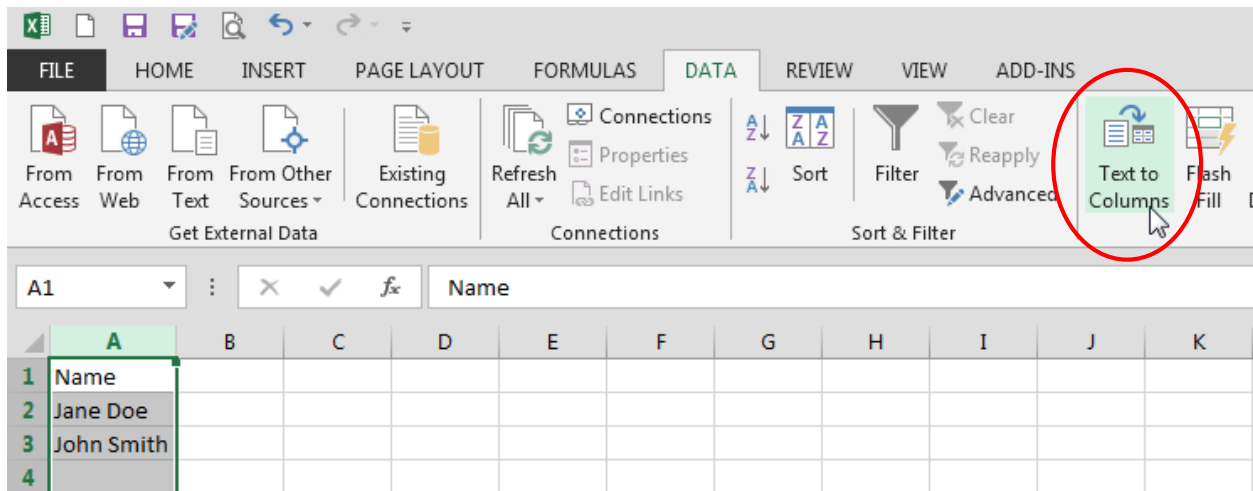 FILE HOME INSERT PAGE LAYOUT FORMULAS DATA REVIEW VIEW ADD-INS
From Access
From Web
From Text
From Other Sources
Get External Data
Existing Connections
Refresh All
Connections
Properties
Edit Links
Connections
Sort
Filter
Clear
Reapply
Advanced
Sort & Filter
Text to Columns
Flash Fill
A1 fx Name
A B C D E F G H I J K
1 Name
2 Jane Doe
3 John Smith
4